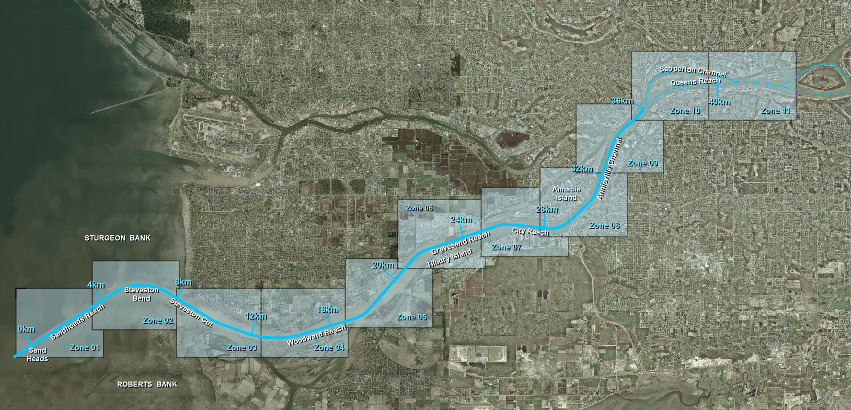 Sapperton Channel
Queens Reach
36km
40km
Zone 10
Zone 11
Annieville Channel
Zone 09
32km
Annacis
Island
28km
Zone 08
Zone 06
24km
Gravesend Reach
Tilbury Island
City Reach
Zone 07
STURGEON BANK
20km
4km
8km
Steveston
Bend
Steveston Cut
Zone 02
0km
Sandheads Reach
Sand
Heads
Zone 01
12km
16km
Woodward Reach
Zone 03
Zone 04
Zone 05
ROBERTS BANK